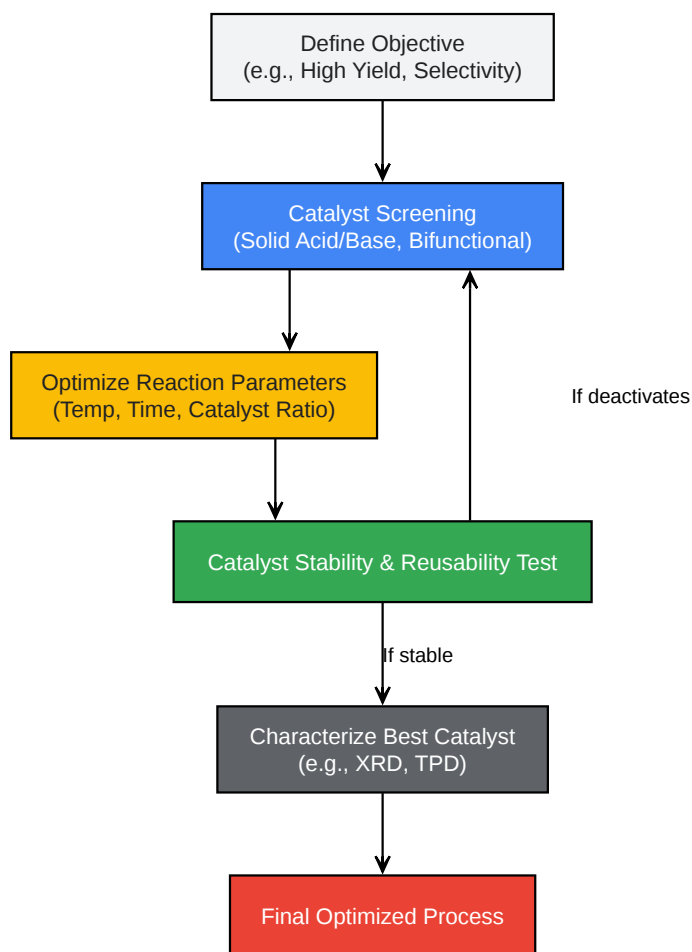 Define Objective
(e.g., High Yield, Selectivity)
Catalyst Screening
(Solid Acid/Base, Bifunctional)
Optimize Reaction Parameters
(Temp, Time, Catalyst Ratio)
If deactivates
Catalyst Stability & Reusability Test
If stable
Characterize Best Catalyst
(e.g., XRD, TPD)
Final Optimized Process